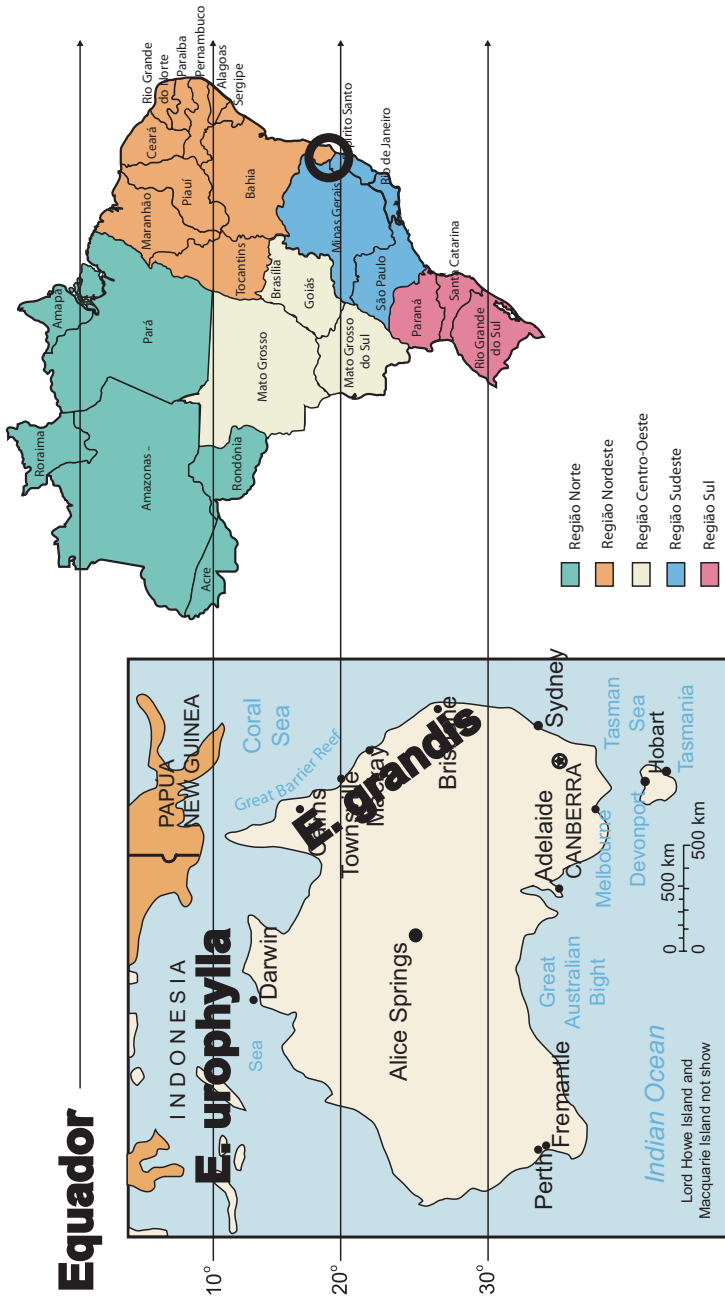 Equador
10°
20°
30°
INDONESIA
E. urophylla
PAPUA
NEW GUINEA
Sea
Darwin
Coral
Sea
Great Barrier Reef
Cairns
Townsville
Mackay
E. grandis
Brisbane
Alice Springs
Sydney
Adelaide
CANBERRA
Melbourne
Great
Australian
Bight
Perth
Fremantle
Indian Ocean
Lord Howe Island and
Macquarie Island not show
Devonport
Hobart
Tasman
Sea
Tasmania
0 500 km
0 500 km
Roraima
Amapá
Amazonas –
Pará
Acre
Rondônia
Maranhão
Ceará
Piauí
Rio Grande
do Norte
Paraíba
Pernambuco
Alagoas
Sergipe
Bahia
Tocantins
Mato Grosso
Brasília
Goiás
Mato Grosso
do Sul
Minas Gerais
Espírito Santo
Rio de Janeiro
São Paulo
Paraná
Santa Catarina
Rio Grande
do Sul
Região Norte
Região Nordeste
Região Centro-Oeste
Região Sudeste
Região Sul